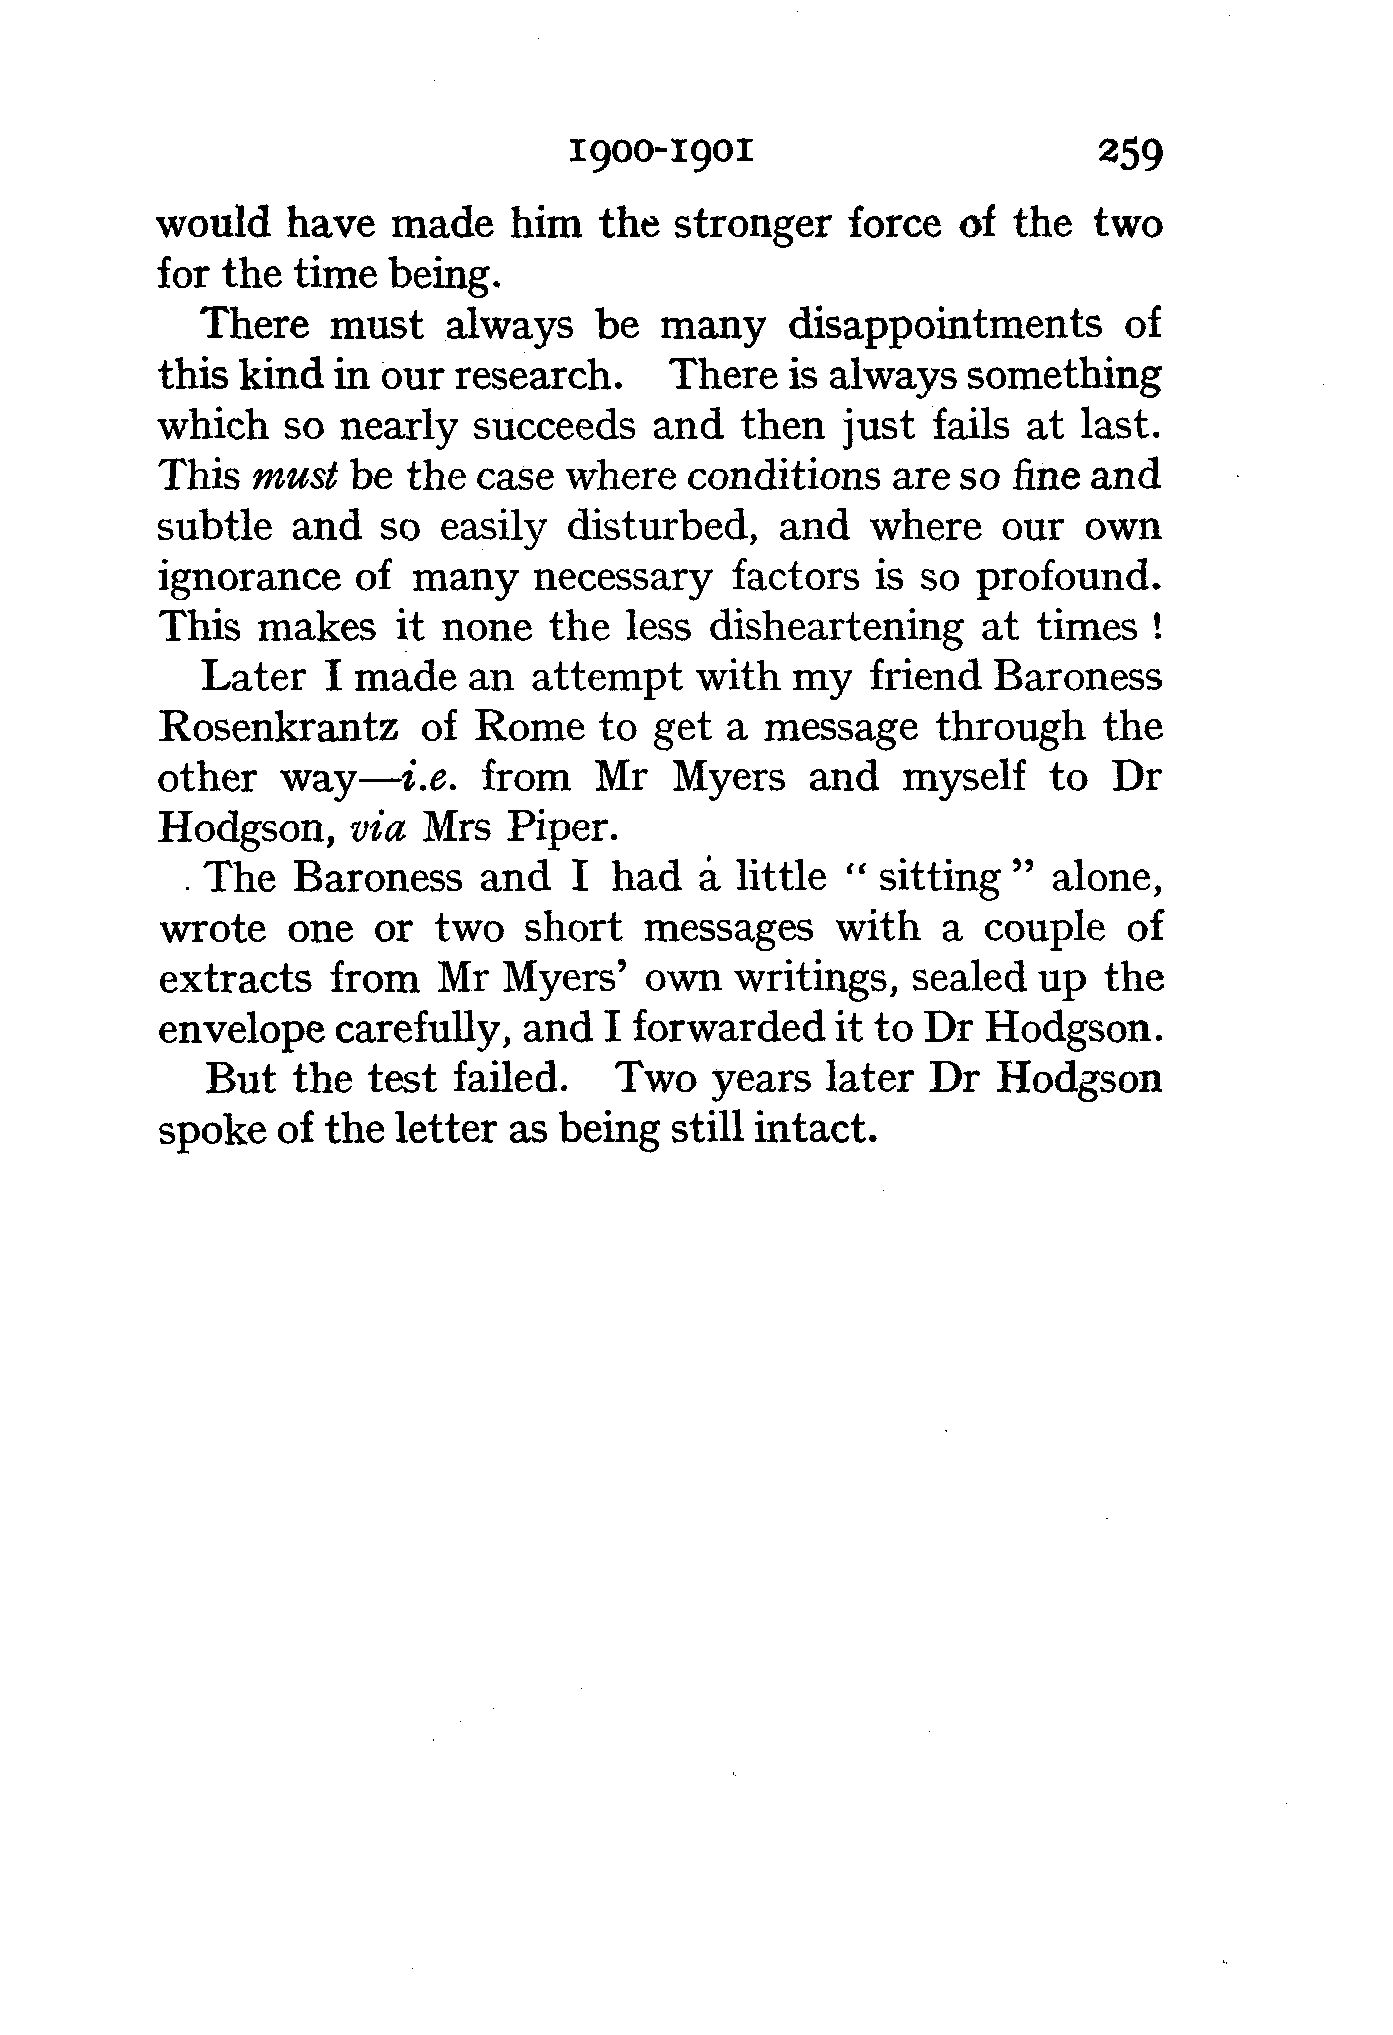 1900-1901 259
would have made him the stronger force of the two
for the time being.
There must always be many disappointments of
this kind in our research. There is always something
which so nearly succeeds and then just fails at last.
This must be the case where conditions are so fine and
subtle and so easily disturbed, and where our own
ignorance of many necessary factors is so profound.
This makes it none the less disheartening at times !
Later I made an attempt with my friend Baroness
Rosenkrantz of Rome to get a message through the
other way—i.e. from Mr Myers and myself to Dr
Hodgson, via Mrs Piper.
The Baroness and I had a little “ sitting ” alone,
wrote one or two short messages with a couple of
extracts from Mr Myers’ own writings, sealed up the
envelope carefully, and I forwarded it to Dr Hodgson.
But the test failed. Two years later Dr Hodgson
spoke of the letter as being still intact.